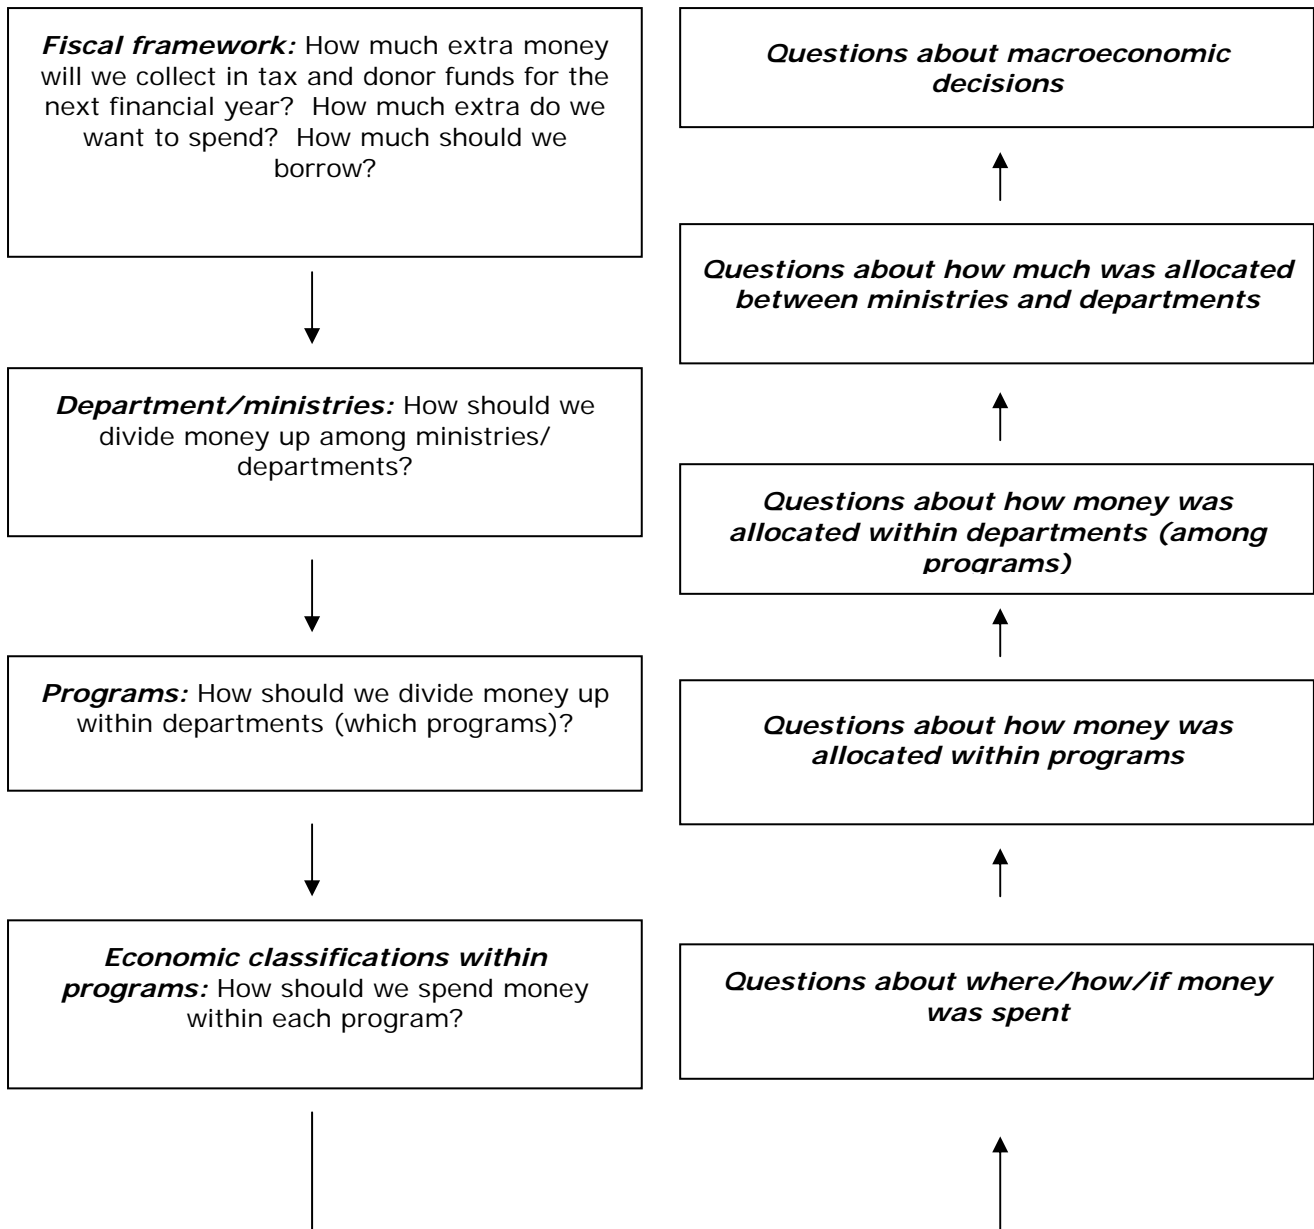 Fiscal framework: How much extra money
will we collect in tax and donor funds for the
next financial year?  How much extra do we
want to spend?  How much should we
borrow?
Department/ministries: How should we
divide money up among ministries/
departments?
Programs: How should we divide money up
within departments (which programs)?
Economic classifications within
programs: How should we spend money
within each program?
Questions about macroeconomic
decisions
Questions about how much was allocated
between ministries and departments
Questions about how money was
allocated within departments (among
programs)
Questions about how money was
allocated within programs
Questions about where/how/if money
was spent